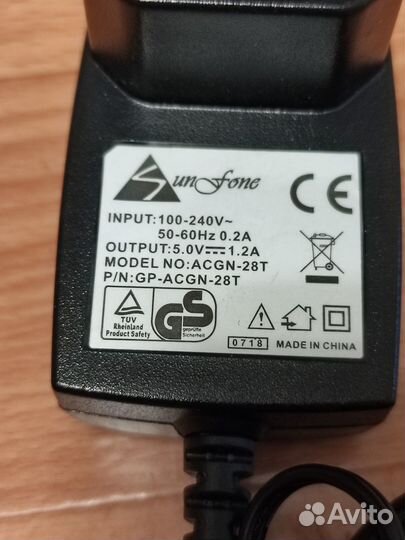 SunFone
CE
INPUT:100-240V~
50-60Hz 0.2A
OUTPUT:5.0V⎓1.2A
MODEL NO:ACGN-28T
P/N:GP-ACGN-28T
TÜV
Rheinland
Product Safety
GS
geprüfte
Sicherheit
0718
MADE IN CHINA
Avito